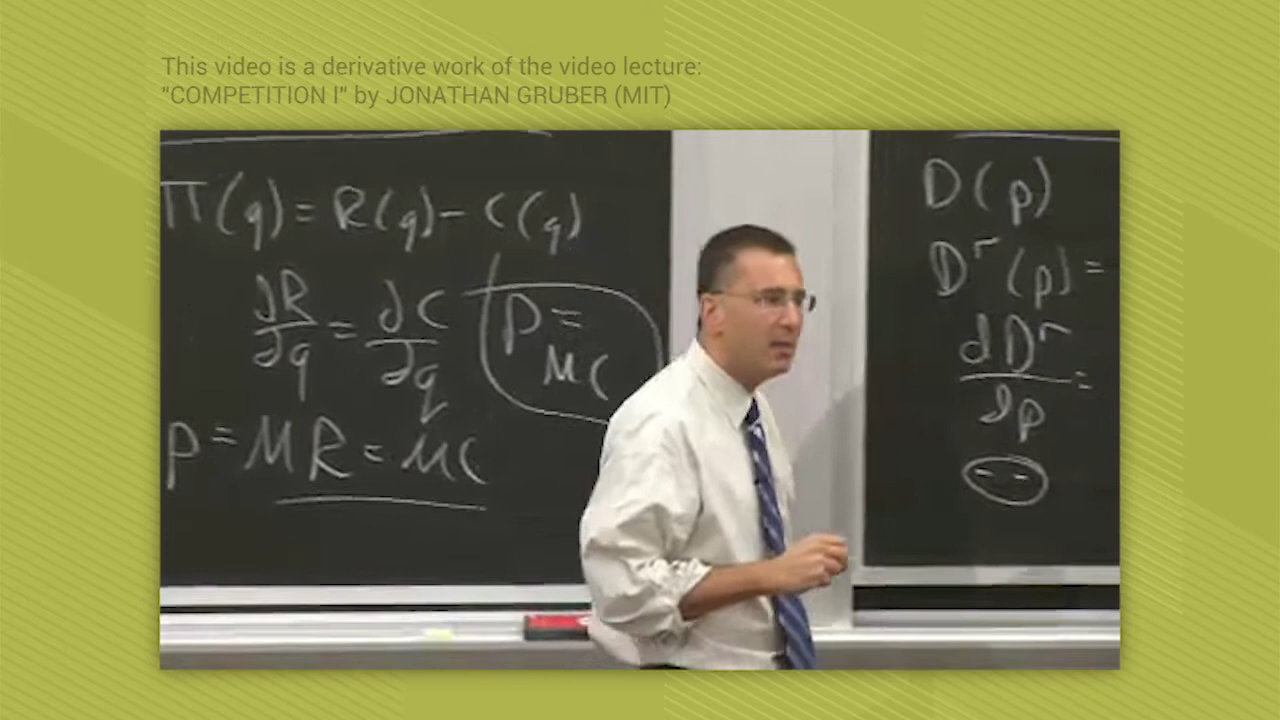 This video is a derivative work of the video lecture:
"COMPETITION I" by JONATHAN GRUBER (MIT)
π(q) = R(q) − C(q)
∂R/∂q = ∂C/∂q
P = MC
p = MR = MC
D(p)
Dʳ(p) =
dDʳ/∂p =
- -